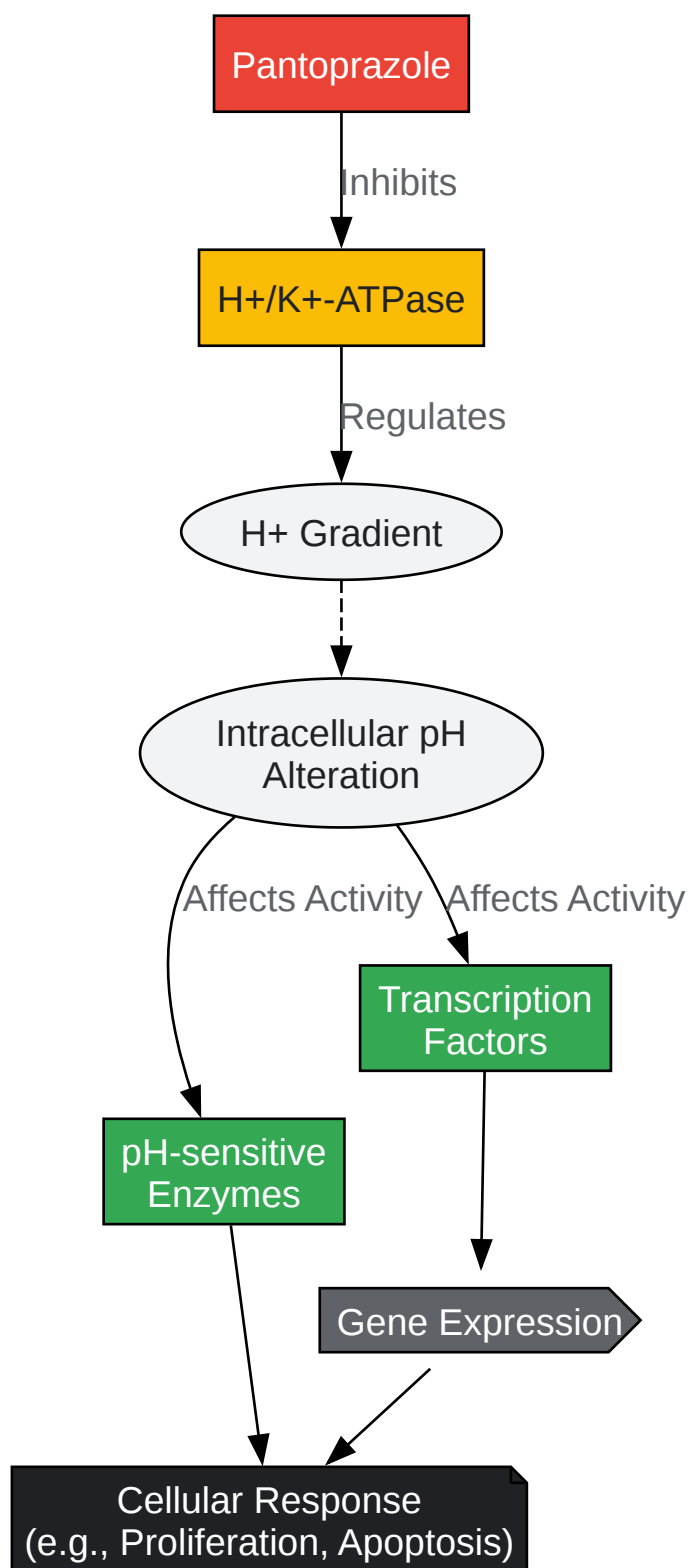 Pantoprazole
Inhibits
H+/K+-ATPase
Regulates
H+ Gradient
Intracellular pH
Alteration
Affects Activity
Affects Activity
Transcription
Factors
pH-sensitive
Enzymes
Gene Expression
Cellular Response
(e.g., Proliferation, Apoptosis)